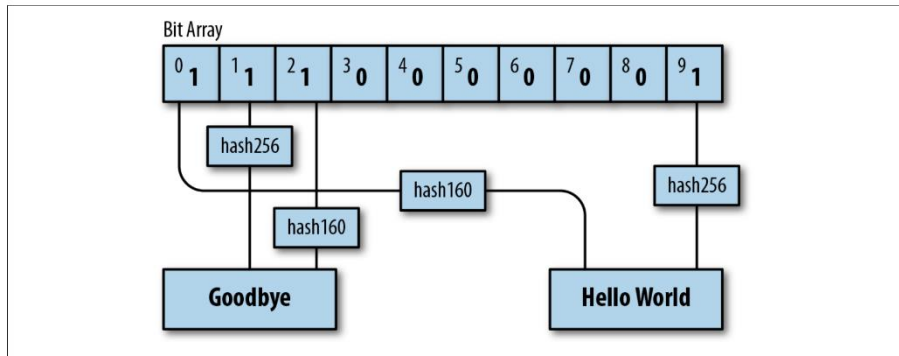 Bit Array
0 1 1 1 2 1 3 0 4 0 5 0 6 0 7 0 8 0 9 1
hash256
hash160
hash256
hash160
Goodbye
Hello World